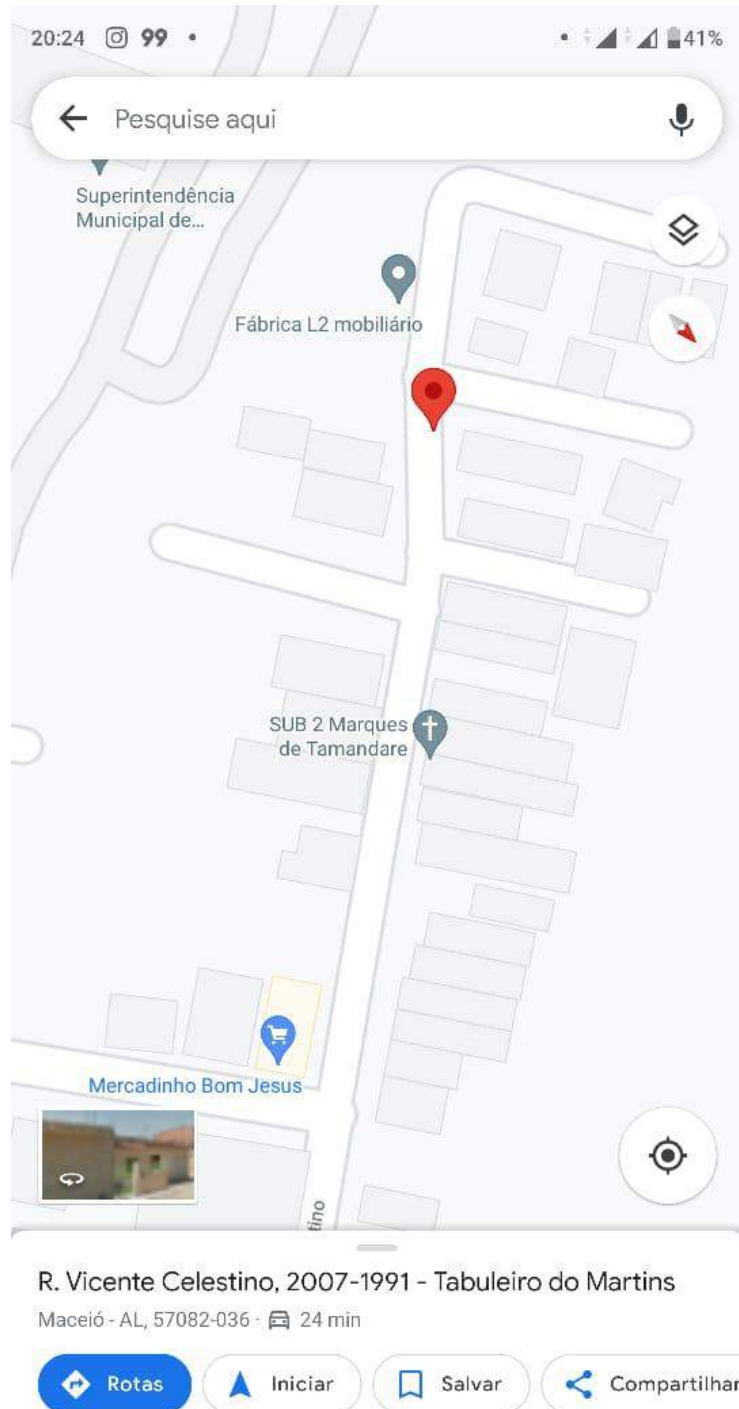 20:24 99 41%
Pesquise aqui
Superintendência
Municipal de...
Fábrica L2 mobiliário
SUB 2 Marques
de Tamandare
Mercadinho Bom Jesus
tino
R. Vicente Celestino, 2007-1991 - Tabuleiro do Martins
Maceió - AL, 57082-036 · 24 min
Rotas Iniciar Salvar Compartilhar